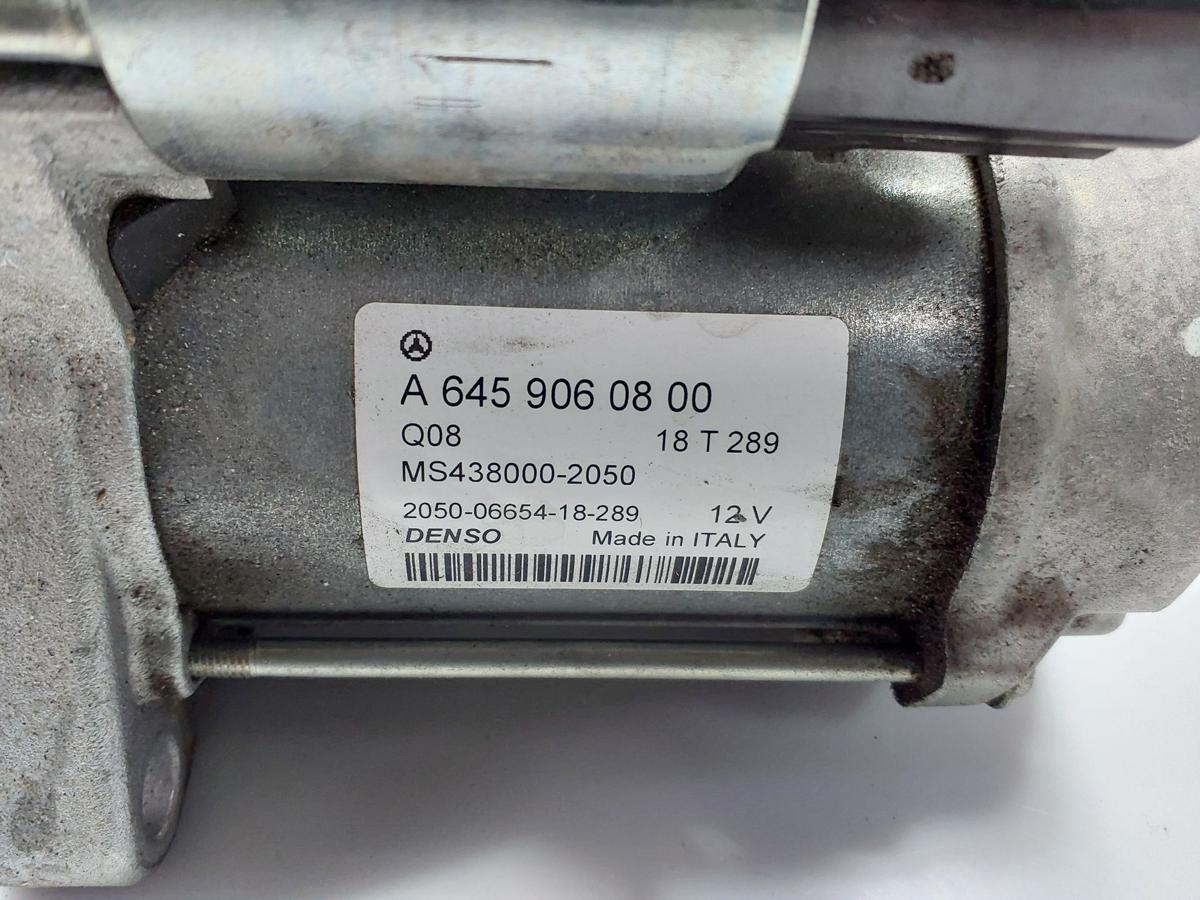 A 645 906 08 00
Q08 18 T 289
MS438000-2050
2050-06654-18-289 12 V
DENSO Made in ITALY